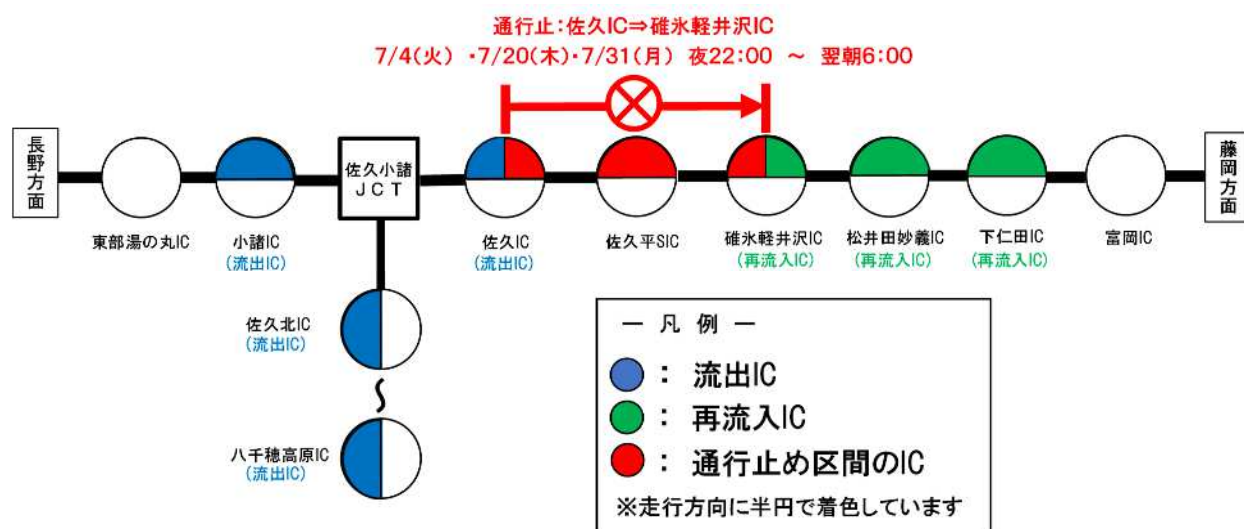 通行止:佐久IC⇒碓氷軽井沢IC
7/4(火) ・7/20(木)・7/31(月) 夜22:00 ～ 翌朝6:00
長野方面
佐久小諸
JCT
藤岡方面
東部湯の丸IC
小諸IC
(流出IC)
佐久IC
(流出IC)
佐久平SIC
碓氷軽井沢IC
(再流入IC)
松井田妙義IC
(再流入IC)
下仁田IC
(再流入IC)
富岡IC
佐久北IC
(流出IC)
～
八千穂高原IC
(流出IC)
― 凡 例 ―
： 流出IC
： 再流入IC
： 通行止め区間のIC
※走行方向に半円で着色しています